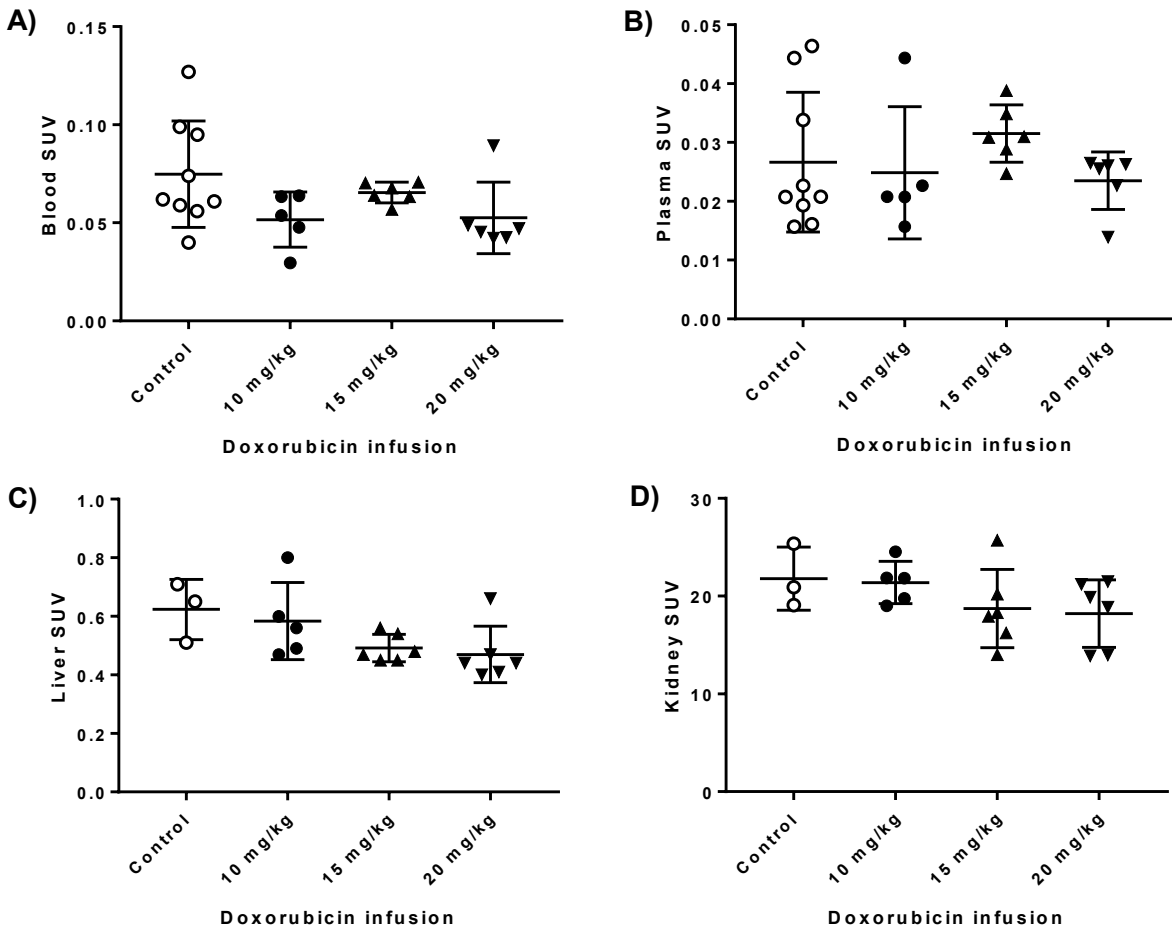 A)
Blood SUV
0.15
0.10
0.05
0.00
Control
10 mg/kg
15 mg/kg
20 mg/kg
Doxorubicin infusion
B)
Plasma SUV
0.05
0.04
0.03
0.02
0.01
0.00
Control
10 mg/kg
15 mg/kg
20 mg/kg
Doxorubicin infusion
C)
Liver SUV
1.0
0.8
0.6
0.4
0.2
0.0
Control
10 mg/kg
15 mg/kg
20 mg/kg
Doxorubicin infusion
D)
Kidney SUV
30
20
10
0
Control
10 mg/kg
15 mg/kg
20 mg/kg
Doxorubicin infusion